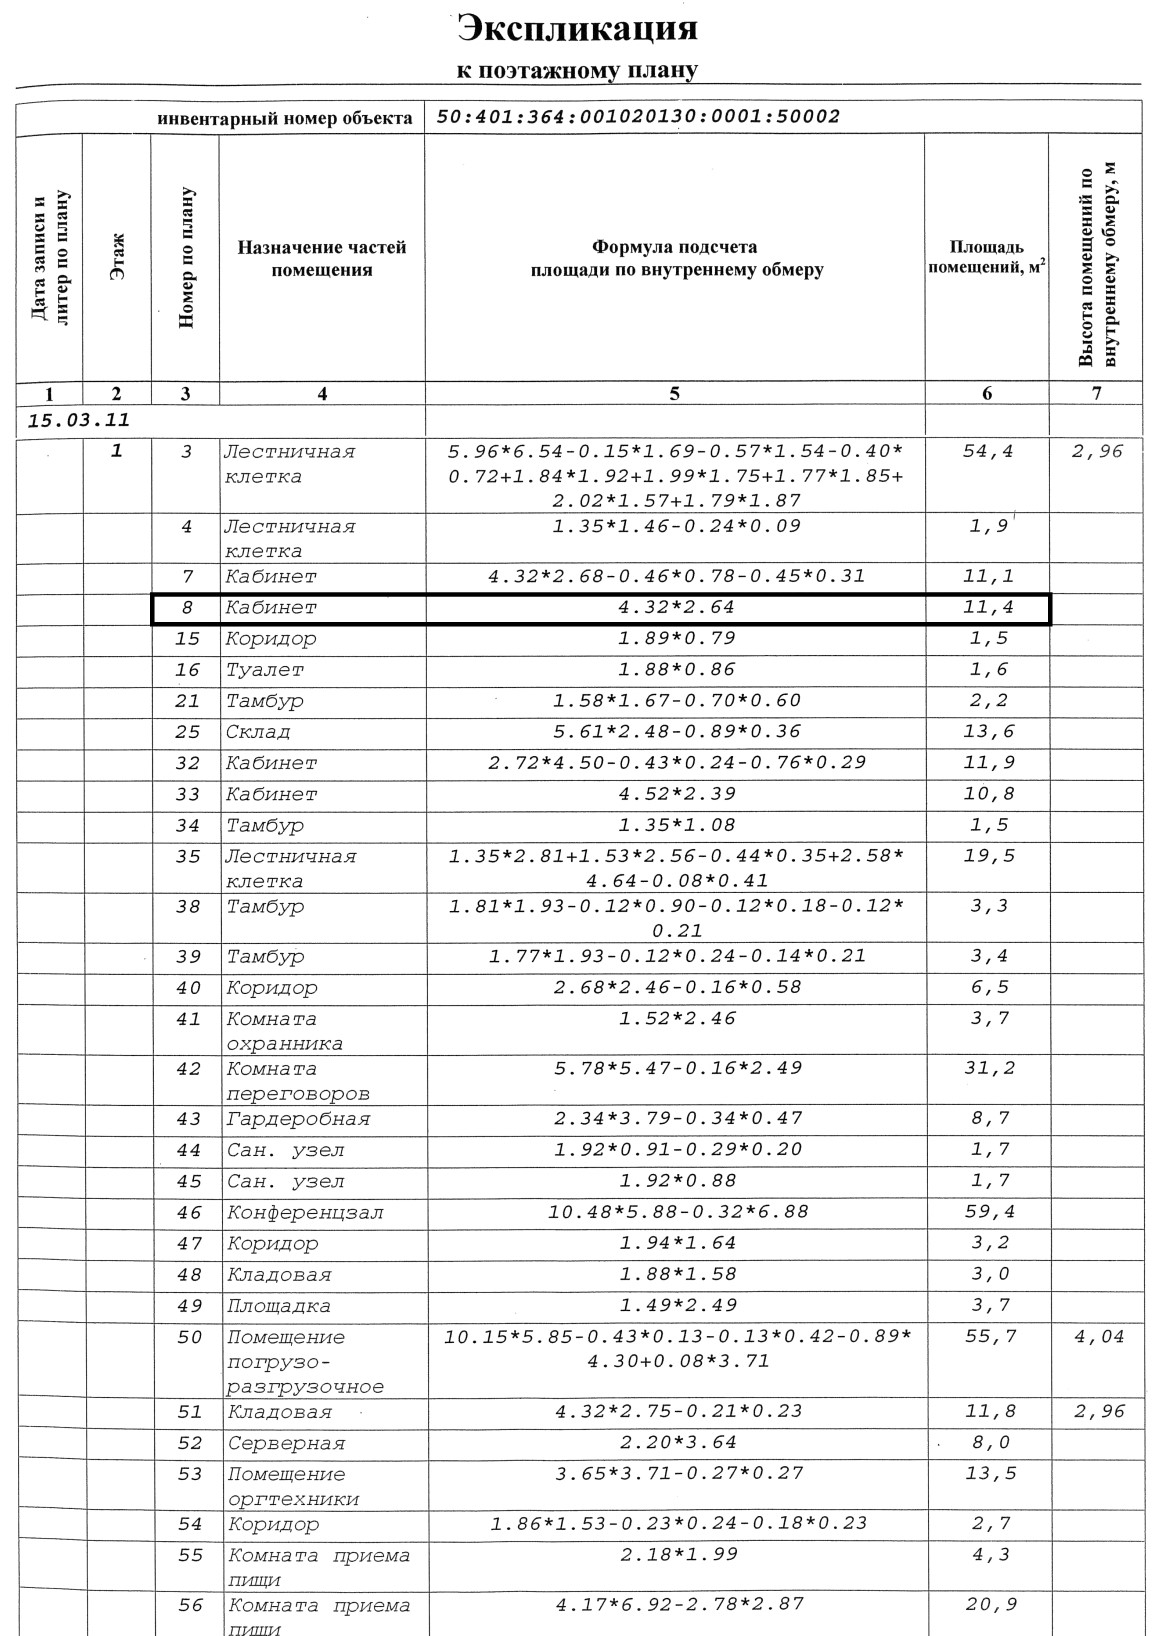 Экспликация
к поэтажному плану
инвентарный номер объекта 50:401:364:001020130:0001:50002
Дата записи и литер по плану
Этаж
Номер по плану
Назначение частей помещения
Формула подсчета площади по внутреннему обмеру
Площадь помещений, м²
Высота помещений по внутреннему обмеру, м
1 2 3 4 5 6 7
15.03.11
1 3 Лестничная 5.96*6.54-0.15*1.69-0.57*1.54-0.40* 54,4 2,96
клетка 0.72+1.84*1.92+1.99*1.75+1.77*1.85+
2.02*1.57+1.79*1.87
4 Лестничная 1.35*1.46-0.24*0.09 1,9
клетка
7 Кабинет 4.32*2.68-0.46*0.78-0.45*0.31 11,1
8 Кабинет 4.32*2.64 11,4
15 Коридор 1.89*0.79 1,5
16 Туалет 1.88*0.86 1,6
21 Тамбур 1.58*1.67-0.70*0.60 2,2
25 Склад 5.61*2.48-0.89*0.36 13,6
32 Кабинет 2.72*4.50-0.43*0.24-0.76*0.29 11,9
33 Кабинет 4.52*2.39 10,8
34 Тамбур 1.35*1.08 1,5
35 Лестничная 1.35*2.81+1.53*2.56-0.44*0.35+2.58* 19,5
клетка 4.64-0.08*0.41
38 Тамбур 1.81*1.93-0.12*0.90-0.12*0.18-0.12* 3,3
0.21
39 Тамбур 1.77*1.93-0.12*0.24-0.14*0.21 3,4
40 Коридор 2.68*2.46-0.16*0.58 6,5
41 Комната 1.52*2.46 3,7
охранника
42 Комната 5.78*5.47-0.16*2.49 31,2
переговоров
43 Гардеробная 2.34*3.79-0.34*0.47 8,7
44 Сан. узел 1.92*0.91-0.29*0.20 1,7
45 Сан. узел 1.92*0.88 1,7
46 Конференцзал 10.48*5.88-0.32*6.88 59,4
47 Коридор 1.94*1.64 3,2
48 Кладовая 1.88*1.58 3,0
49 Площадка 1.49*2.49 3,7
50 Помещение 10.15*5.85-0.43*0.13-0.13*0.42-0.89* 55,7 4,04
погрузо- 4.30+0.08*3.71
разгрузочное
51 Кладовая 4.32*2.75-0.21*0.23 11,8 2,96
52 Серверная 2.20*3.64 8,0
53 Помещение 3.65*3.71-0.27*0.27 13,5
оргтехники
54 Коридор 1.86*1.53-0.23*0.24-0.18*0.23 2,7
55 Комната приема 2.18*1.99 4,3
пищи
56 Комната приема 4.17*6.92-2.78*2.87 20,9
пищи